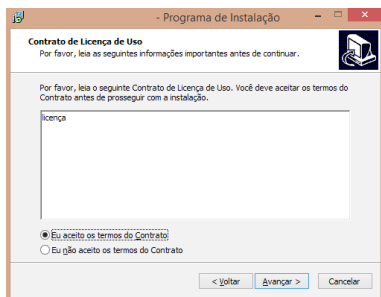 - Programa de Instalação
Contrato de Licença de Uso
Por favor, leia as seguintes informações importantes antes de continuar.
Por favor, leia o seguinte Contrato de Licença de Uso. Você deve aceitar os termos do
Contrato antes de prosseguir com a instalação.
licença
Eu aceito os termos do Contrato
Eu não aceito os termos do Contrato
< Voltar
Avançar >
Cancelar